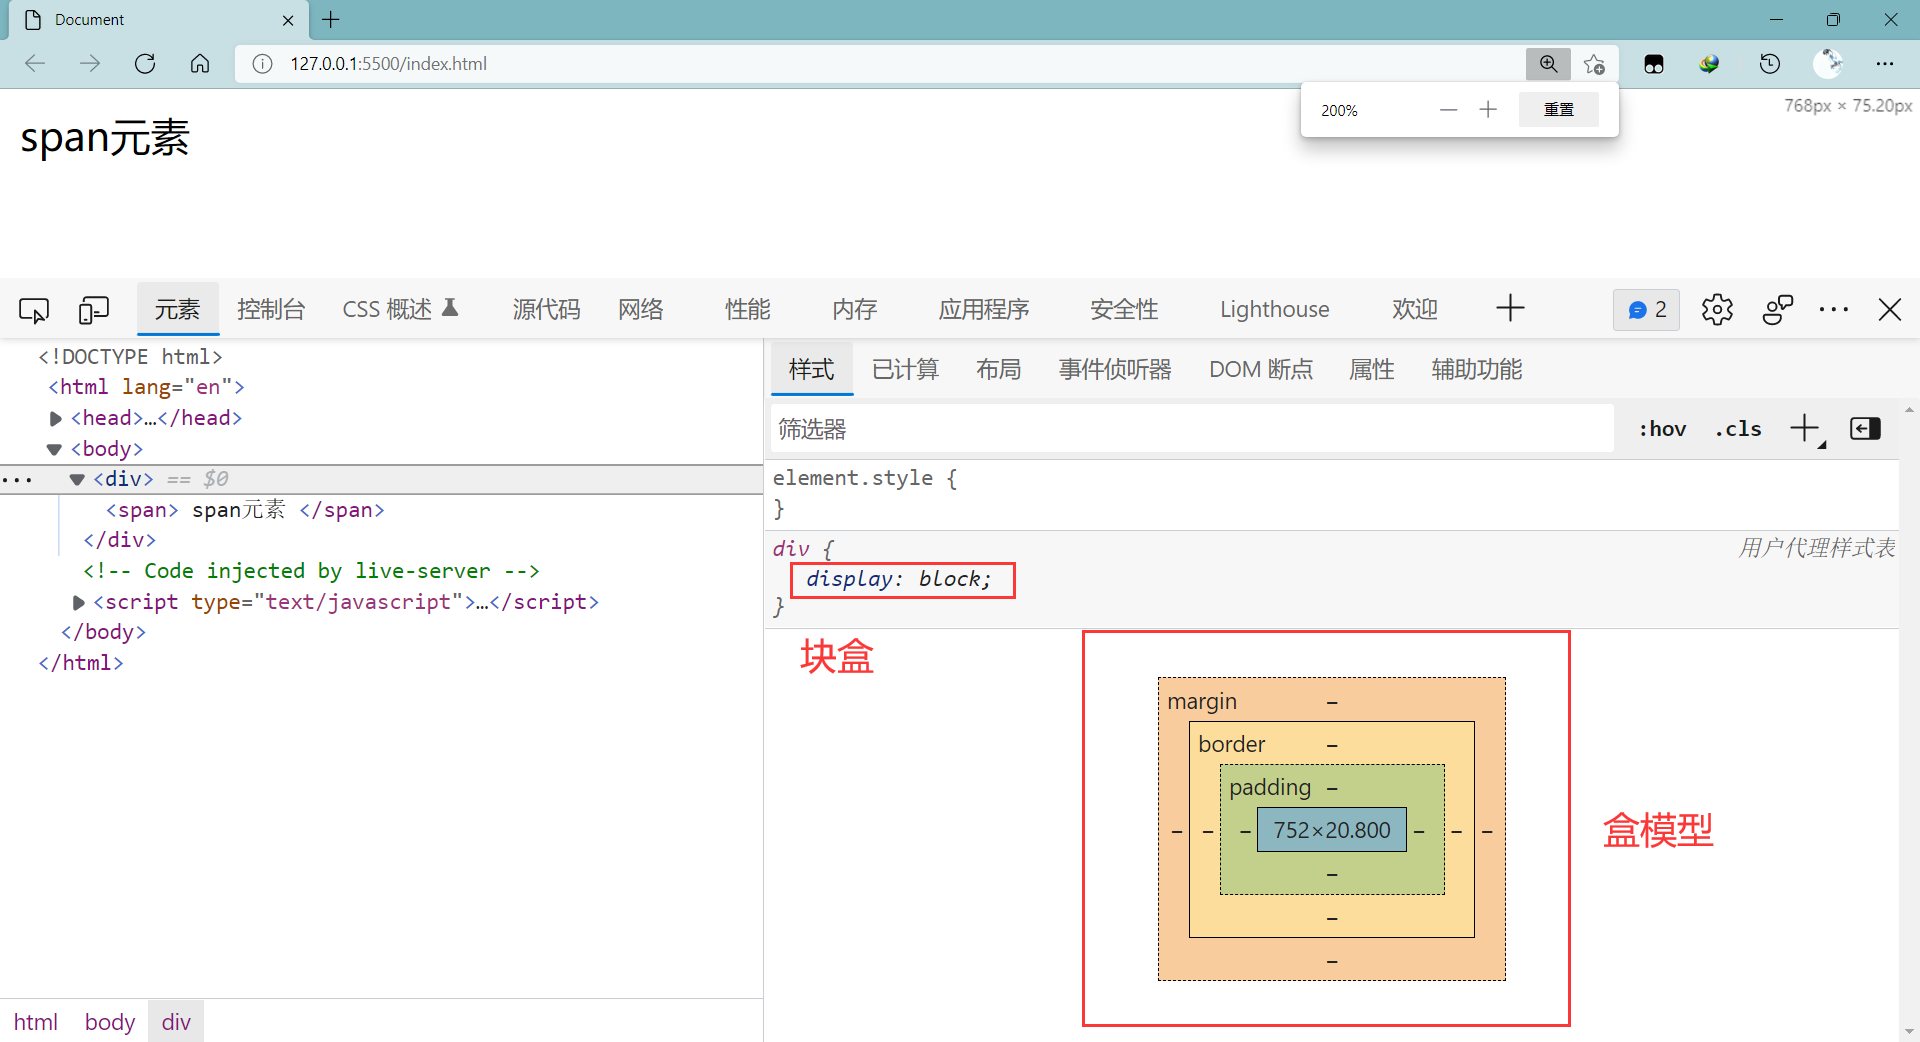 Document
127.0.0.1:5500/index.html
200%
重置
768px × 75.20px
span元素
元素 控制台 CSS 概述 源代码 网络 性能 内存 应用程序 安全性 Lighthouse 欢迎 2
<!DOCTYPE html>
<html lang="en">
<head>…</head>
<body>
<div> == $0
<span> span元素 </span>
</div>
<!-- Code injected by live-server -->
<script type="text/javascript">…</script>
</body>
</html>
html body div
样式 已计算 布局 事件侦听器 DOM 断点 属性 辅助功能
筛选器 :hov .cls
element.style {
}
div { 用户代理样式表
display: block;
}
块盒
margin –
border –
padding –
– – – 752×20.800 – – –
–
–
–
盒模型